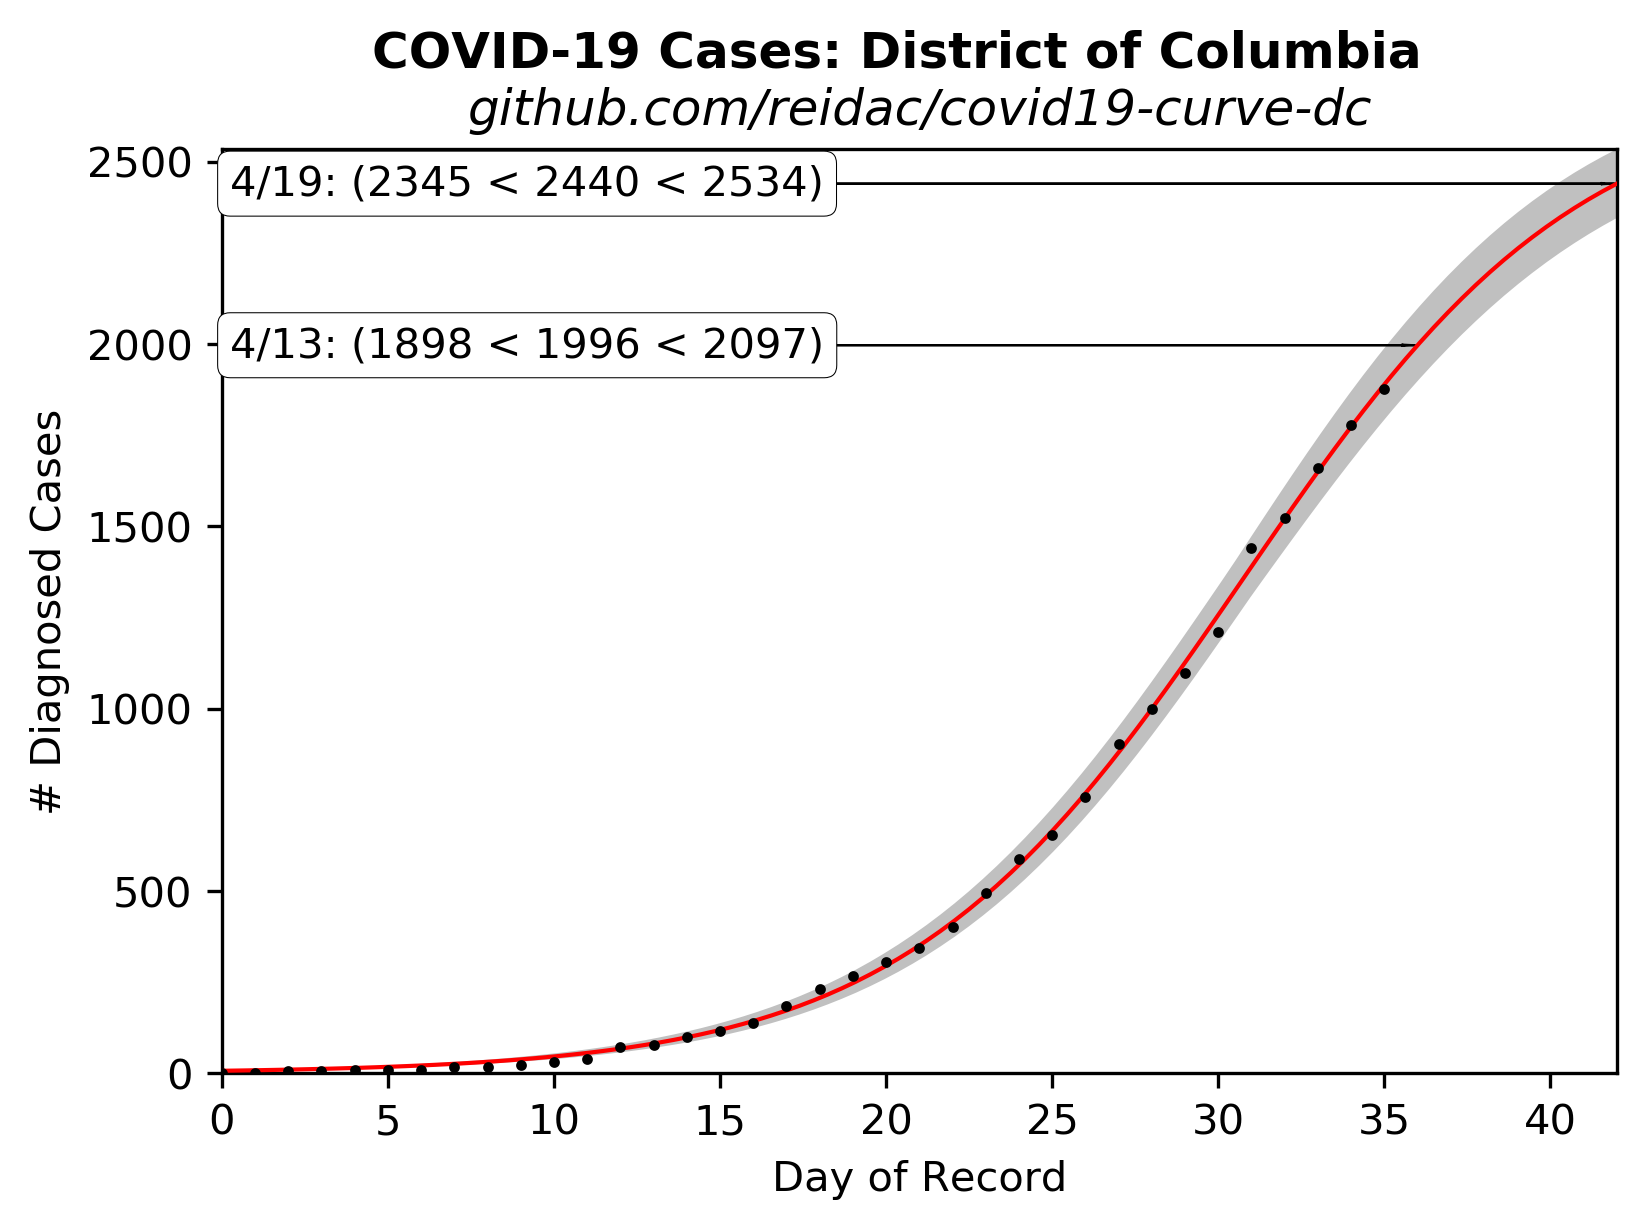 COVID-19 Cases: District of Columbia
github.com/reidac/covid19-curve-dc
2500
4/19: (2345 < 2440 < 2534)
2000
4/13: (1898 < 1996 < 2097)
1500
1000
500
0
# Diagnosed Cases
0 5 10 15 20 25 30 35 40
Day of Record